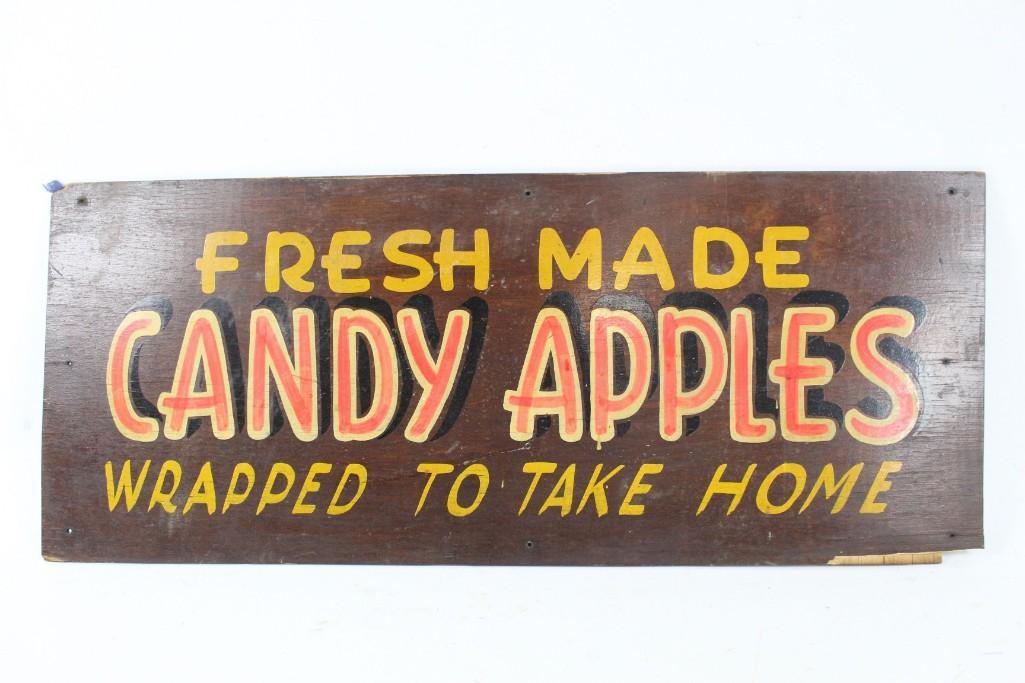 FRESH MADE
CANDY APPLES
WRAPPED TO TAKE HOME